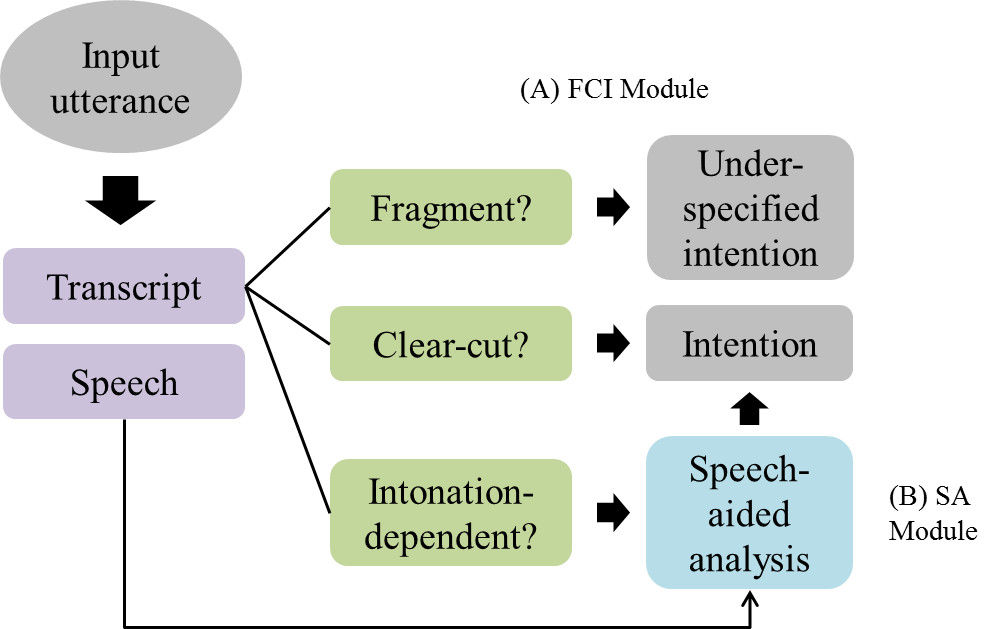 Input
utterance
(A) FCI Module
Fragment?
Under-
specified
intention
Transcript
Clear-cut?
Intention
Speech
Intonation-
dependent?
Speech-
aided
analysis
(B) SA
Module